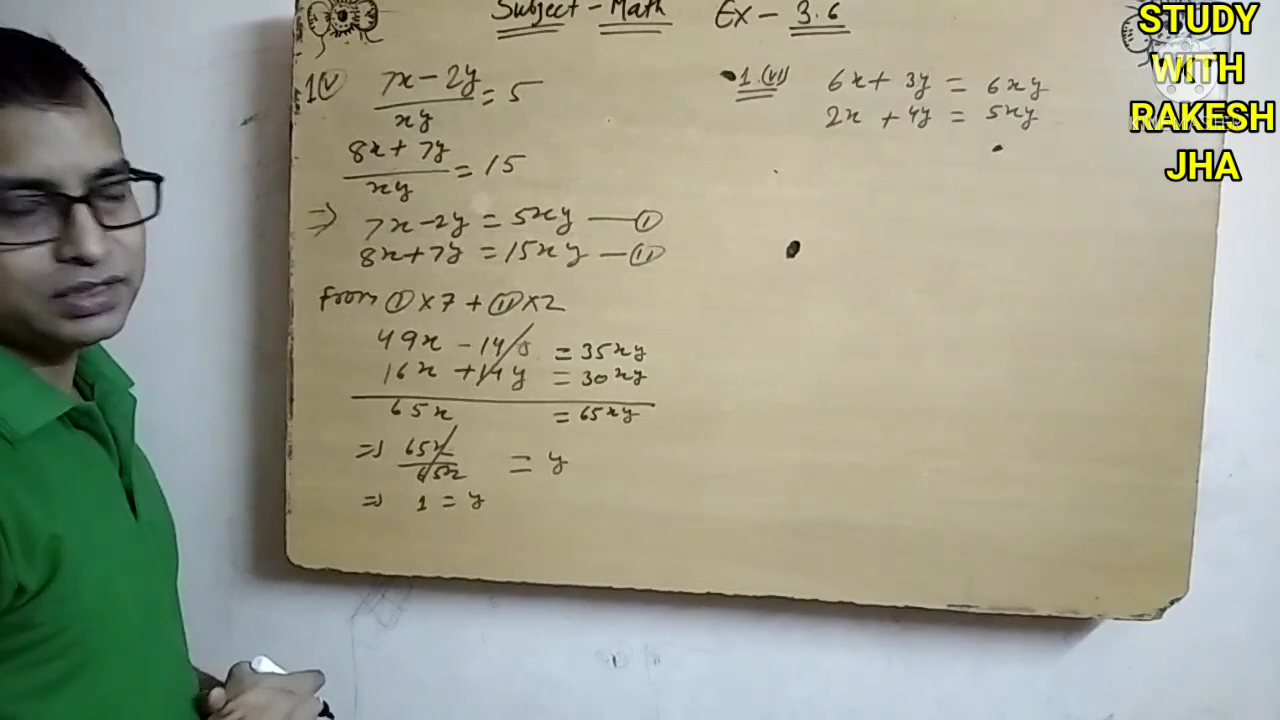 Subject - Math Ex - 3.6
1(v) 7x - 2y / xy = 5
8x + 7y / xy = 15
⇒ 7x - 2y = 5xy — (i)
8x + 7y = 15xy — (ii)
From (i) × 7 + (ii) × 2
49x - 14y = 35xy
16x + 14y = 30xy
65x = 65xy
⇒ 65x / 65x = y
⇒ 1 = y
1.(vi) 6x + 3y = 6xy
2x + 4y = 5xy
STUDY
WITH
RAKESH
JHA